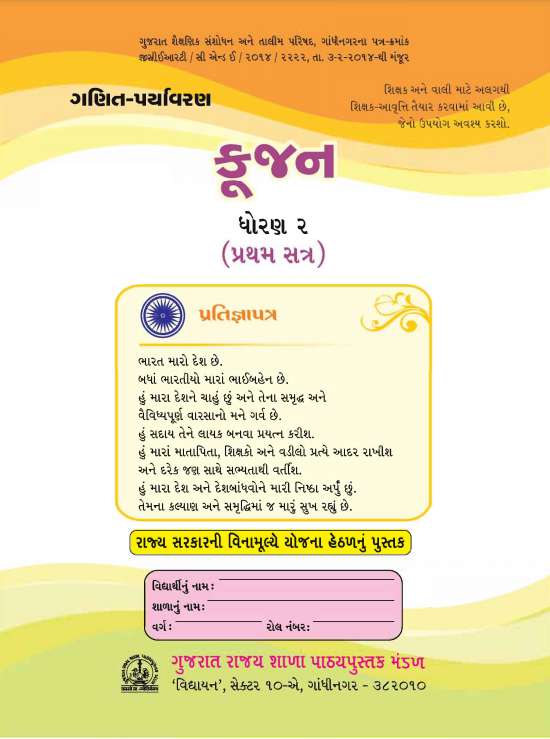 ગુજરાત શૈક્ષણિક સંશોધન અને તાલીમ પરિષદ, ગાંધીનગરના પત્ર-ક્રમાંક
જીસીઈઆરટી / સી એન્ડ ઈ / ૨૦૧૪ / ૨૨૨૨, તા. ૩-૨-૨૦૧૪-થી મંજૂર
ગણિત-પર્યાવરણ
શિક્ષક અને વાલી માટે અલગથી
શિક્ષક-આવૃત્તિ તૈયાર કરવામાં આવી છે,
જેનો ઉપયોગ અવશ્ય કરશો.
કૂજન
ધોરણ ૨
(પ્રથમ સત્ર)
પ્રતિજ્ઞાપત્ર
ભારત મારો દેશ છે.
બધાં ભારતીયો મારાં ભાઈબહેન છે.
હું મારા દેશને ચાહું છું અને તેના સમૃદ્ધ અને
વૈવિધ્યપૂર્ણ વારસાનો મને ગર્વ છે.
હું સદાય તેને લાયક બનવા પ્રયત્ન કરીશ.
હું મારાં માતાપિતા, શિક્ષકો અને વડીલો પ્રત્યે આદર રાખીશ
અને દરેક જણ સાથે સભ્યતાથી વર્તીશ.
હું મારા દેશ અને દેશબાંધવોને મારી નિષ્ઠા અર્પું છું.
તેમના કલ્યાણ અને સમૃદ્ધિમાં જ મારું સુખ રહ્યું છે.
રાજ્ય સરકારની વિનામૂલ્યે યોજના હેઠળનું પુસ્તક
વિદ્યાર્થીનું નામ :
શાળાનું નામ :
વર્ગ : રોલ નંબર :
ગુજરાત રાજ્ય શાળા પાઠ્યપુસ્તક મંડળ
‘વિદ્યાયન’, સેક્ટર ૧૦-એ, ગાંધીનગર - ૩૮૨૦૧૦